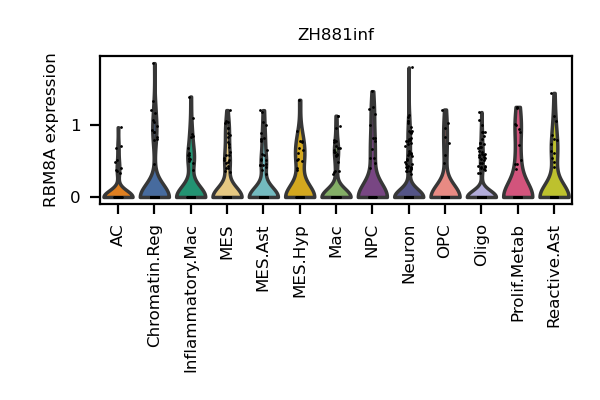 ZH881inf
RBM8A expression
1
0
AC
Chromatin.Reg
Inflammatory.Mac
MES
MES.Ast
MES.Hyp
Mac
NPC
Neuron
OPC
Oligo
Prolif.Metab
Reactive.Ast